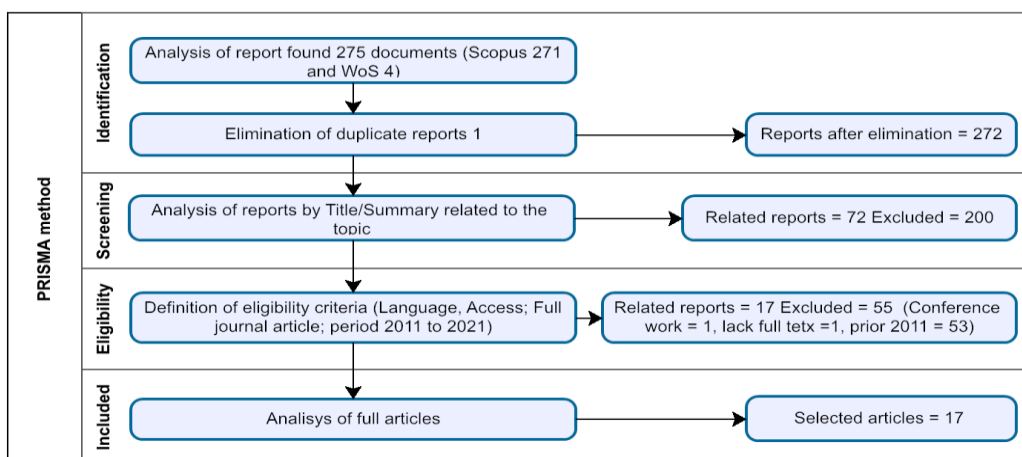 PRISMA method
Identification
Analysis of report found 275 documents (Scopus 271
and WoS 4)
Elimination of duplicate reports 1
Reports after elimination = 272
Screening
Analysis of reports by Title/Summary related to the
topic
Related reports = 72 Excluded = 200
Eligibility
Definition of eligibility criteria (Language, Access; Full
journal article; period 2011 to 2021)
Related reports = 17 Excluded = 55 (Conference
work = 1, lack full tetx =1, prior 2011 = 53)
Included
Analisys of full articles
Selected articles = 17